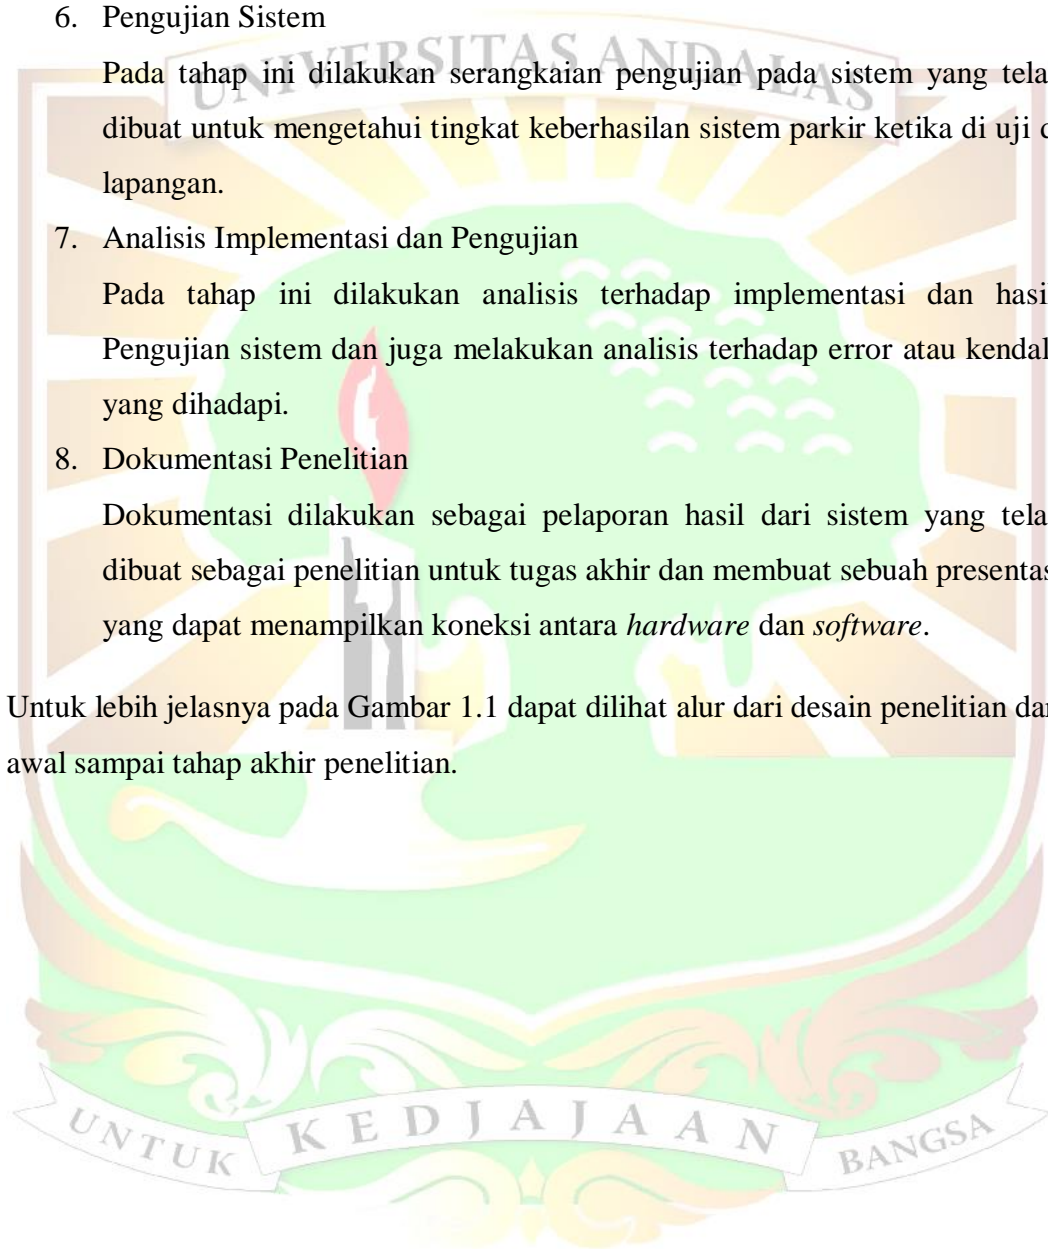 6. Pengujian Sistem
UNIVERSITAS ANDALAS
Pada tahap ini dilakukan serangkaian pengujian pada sistem yang tela
dibuat untuk mengetahui tingkat keberhasilan sistem parkir ketika di uji d
lapangan.
7. Analisis Implementasi dan Pengujian
Pada tahap ini dilakukan analisis terhadap implementasi dan hasil
Pengujian sistem dan juga melakukan analisis terhadap error atau kendal
yang dihadapi.
8. Dokumentasi Penelitian
Dokumentasi dilakukan sebagai pelaporan hasil dari sistem yang tela
dibuat sebagai penelitian untuk tugas akhir dan membuat sebuah presentas
yang dapat menampilkan koneksi antara hardware dan software.
Untuk lebih jelasnya pada Gambar 1.1 dapat dilihat alur dari desain penelitian dar
awal sampai tahap akhir penelitian.
UNTUK KEDJAJAAN BANGSA